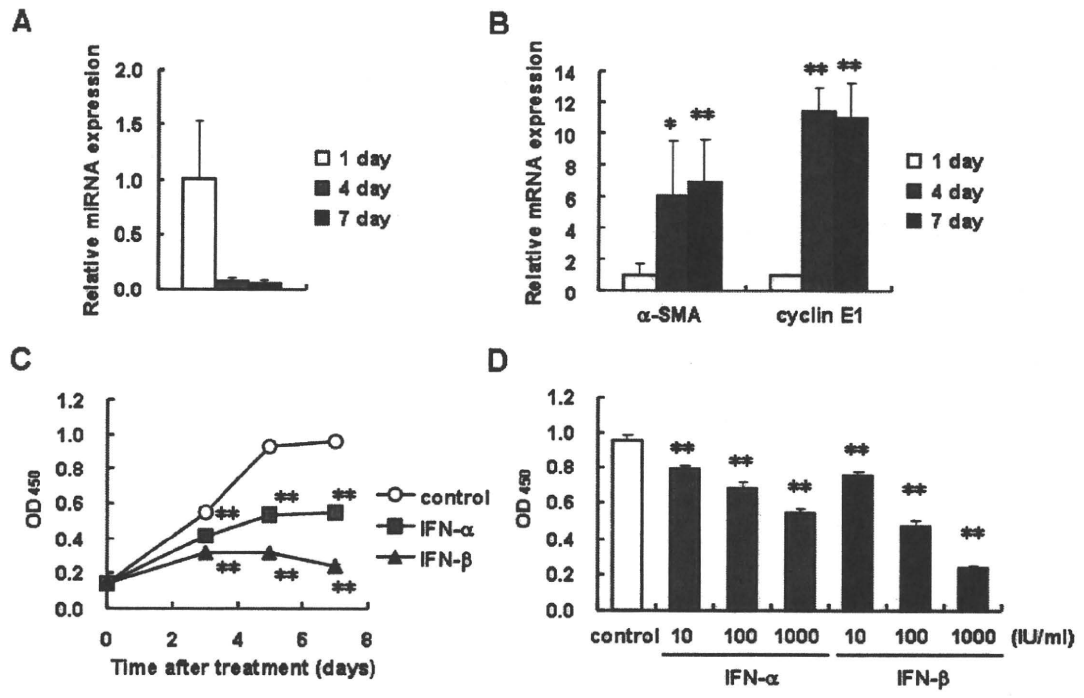 A
Relative miRNA expression
2.0
1.5
1.0
0.5
0.0
1 day
4 day
7 day
B
Relative mRNA expression
14
12
10
8
6
4
2
0
*
**
**
**
α-SMA
cyclin E1
1 day
4 day
7 day
C
OD450
1.2
1.0
0.8
0.6
0.4
0.2
0.0
**
**
**
**
**
**
0 2 4 6 8
Time after treatment (days)
control
IFN-α
IFN-β
D
OD450
1.2
1.0
0.8
0.6
0.4
0.2
0.0
**
**
**
**
**
**
control 10 100 1000 10 100 1000 (IU/ml)
IFN-α IFN-β